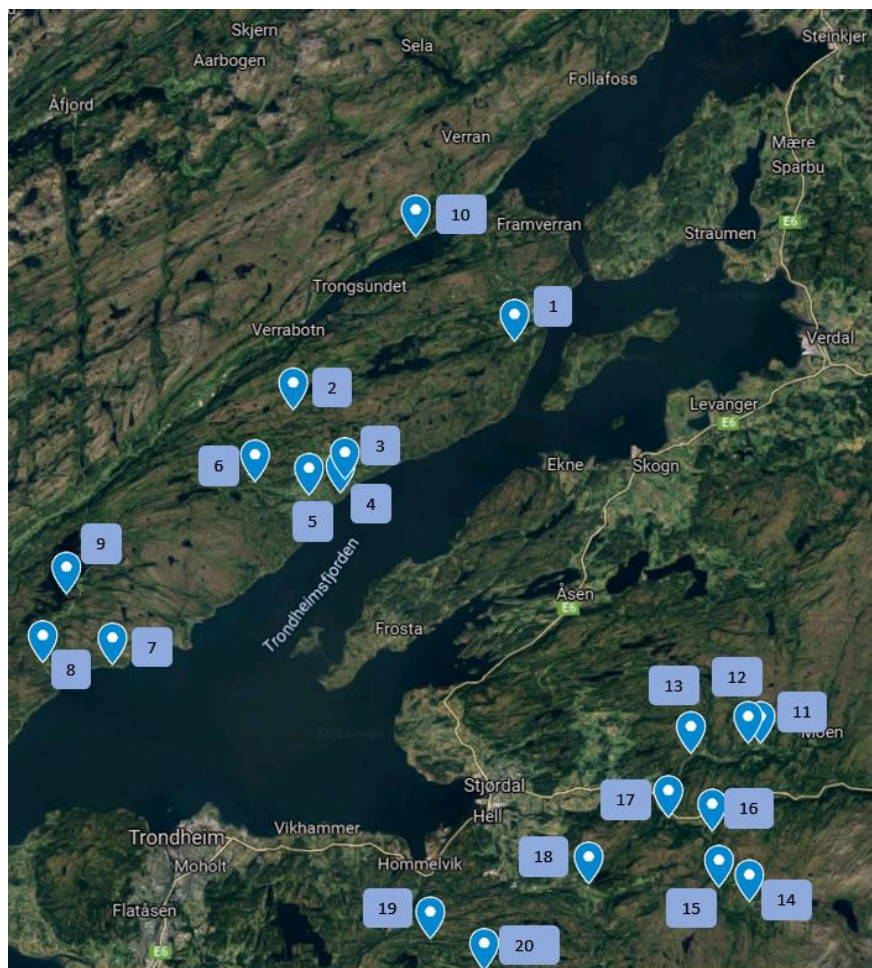 Skjern
Steinkjer
Sela
Aarbogen
Follafoss
Åfjord
Verran
Mære
Sparbu
10
Framverran
E6
Straumen
Trongsundet
1
Verrabotn
Verdal
2
Levanger
E6
3
6
Ekne
Skogn
5
4
9
Trondheimsfjorden
Åsen
E6
Frosta
7
8
12
13
11
Moen
Stjørdal
17
16
Hell
Vikhammer
Trondheim
18
Hommelvik
Moholt
14
15
19
Flatåsen
20
E6